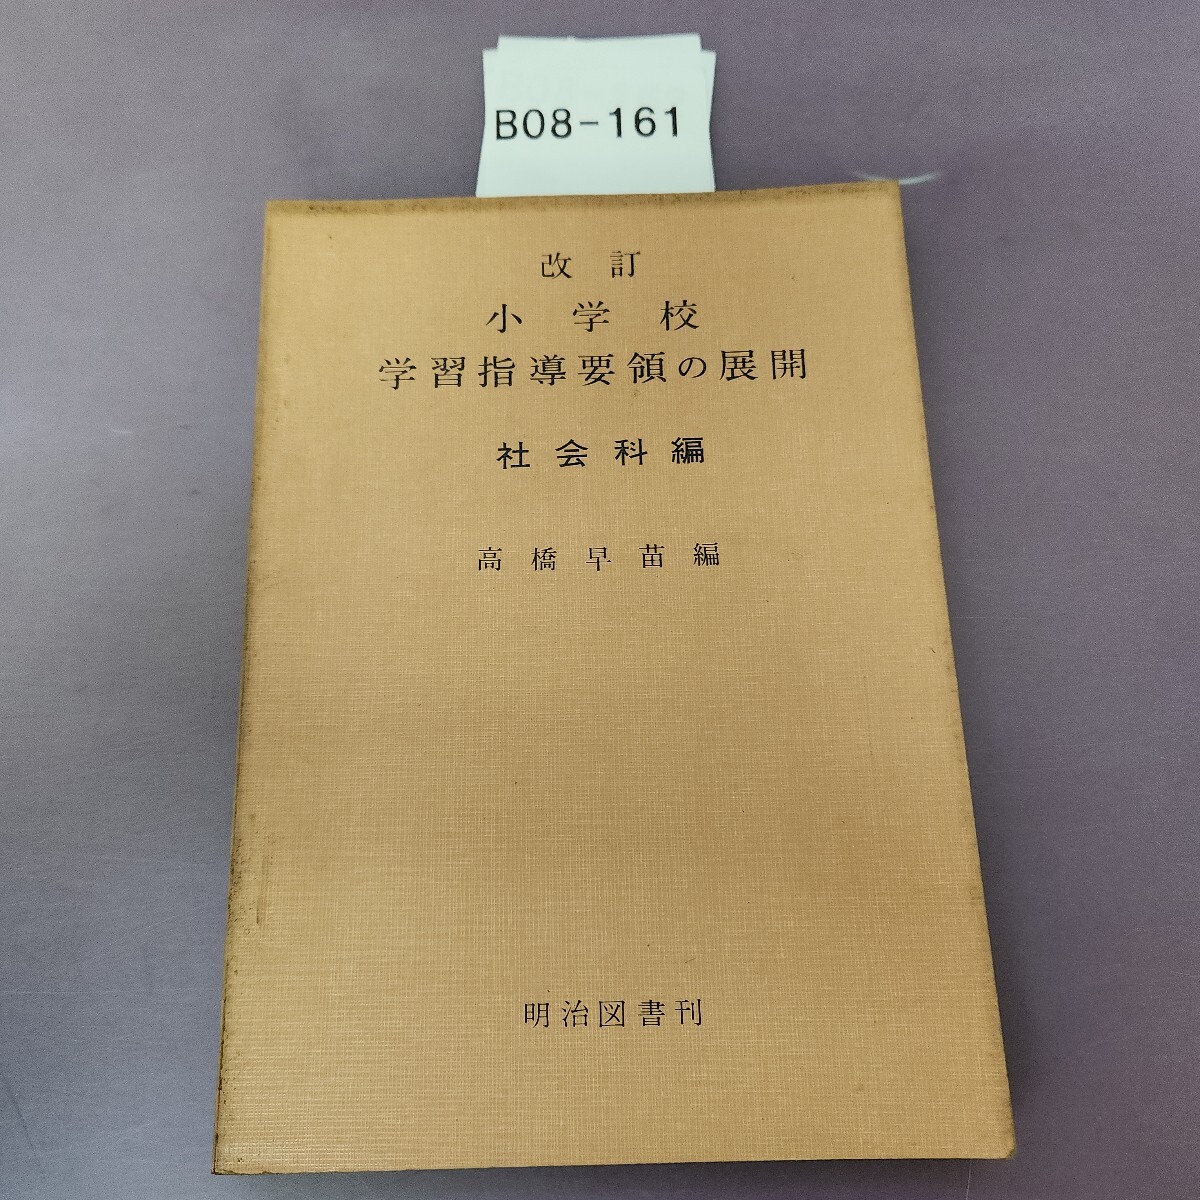 B08-161
改訂
小学校
学習指導要領の展開
社会科編
高橋早苗編
明治図書刊